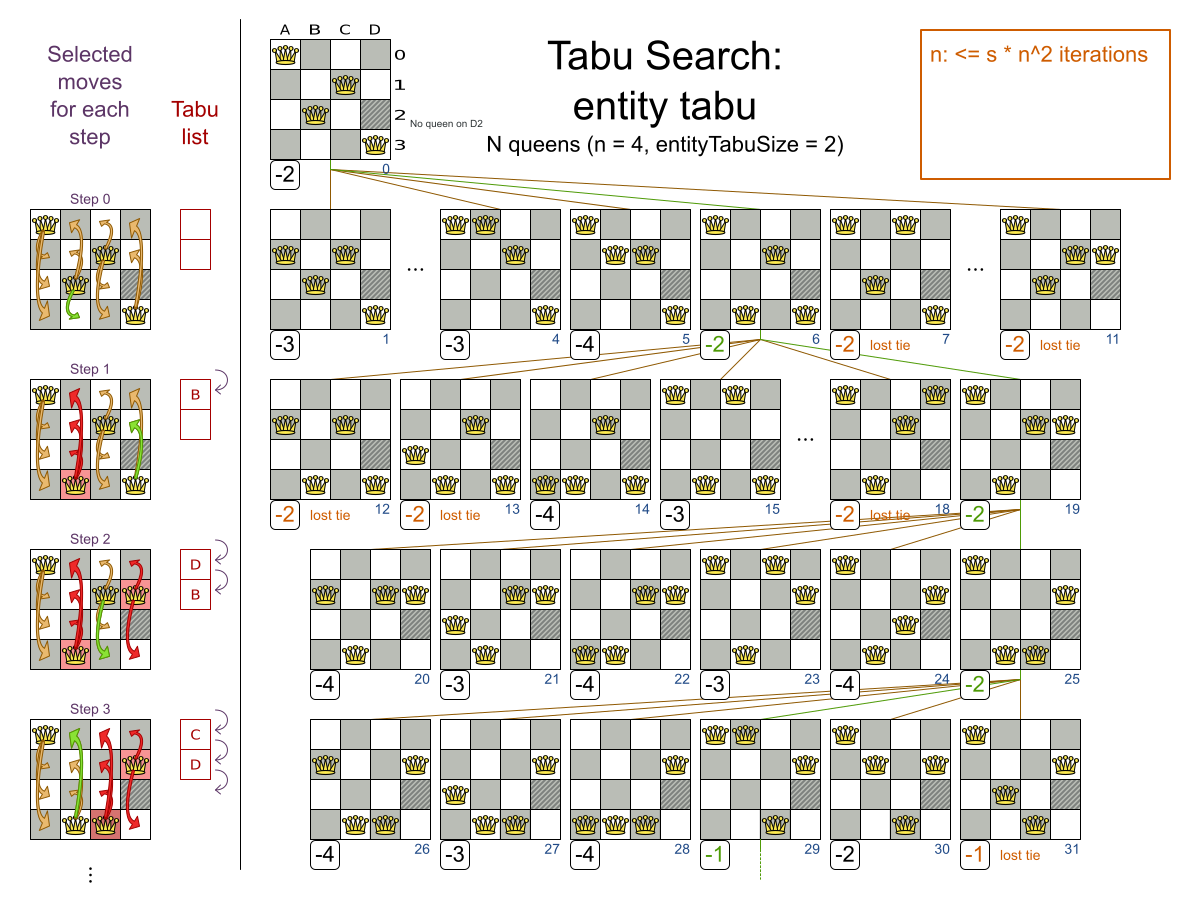 Selected
moves
for each
step
Tabu
list
A B C D
0
1
2
3
No queen on D2
Tabu Search:
entity tabu
N queens (n = 4, entityTabuSize = 2)
n: <= s * n^2 iterations
-2
0
Step 0
...
...
-3
1
-3
4
-4
5
-2
6
-2
lost tie
7
-2
lost tie
11
Step 1
B
...
-2
lost tie
12
-2
lost tie
13
-4
14
-3
15
-2
lost tie
18
-2
19
Step 2
D
B
-4
20
-3
21
-4
22
-3
23
-4
24
-2
25
Step 3
C
D
-4
26
-3
27
-4
28
-1
29
-2
30
-1
lost tie
31
...